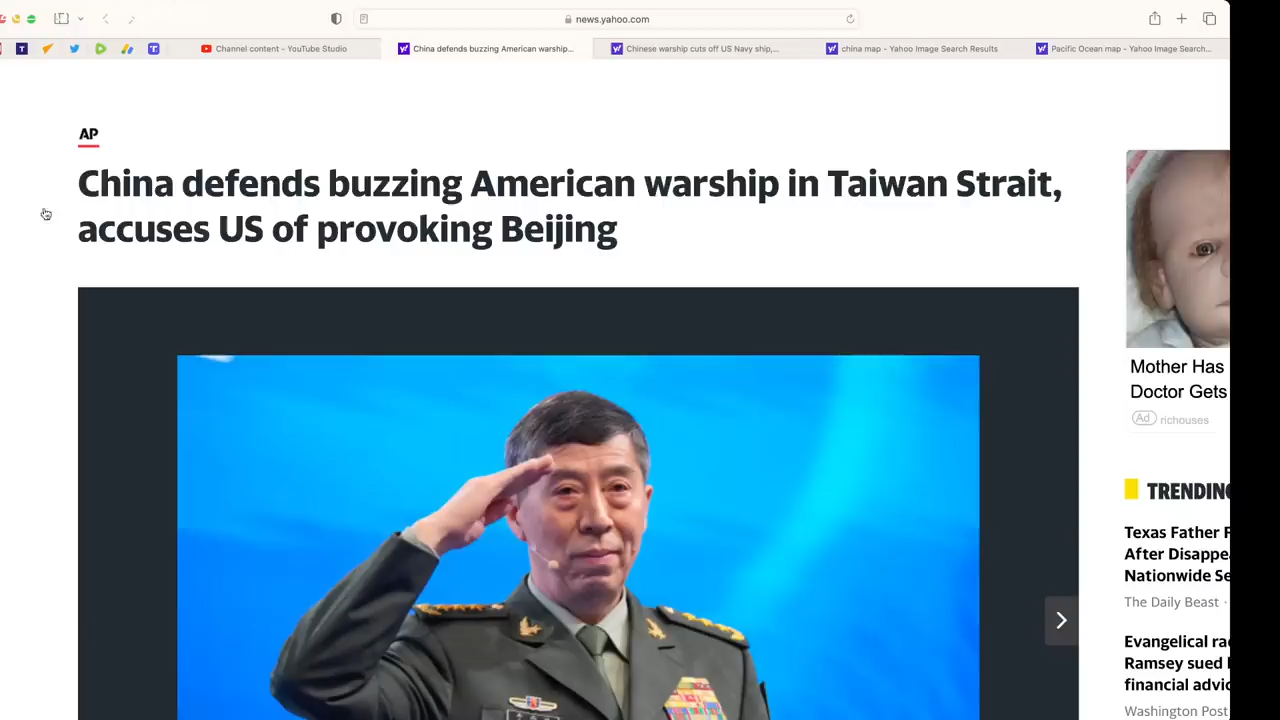 news.yahoo.com
Channel content - YouTube Studio
China defends buzzing American warship...
Chinese warship cuts off US Navy ship,...
china map - Yahoo Image Search Results
Pacific Ocean map - Yahoo Image Search...
AP
China defends buzzing American warship in Taiwan Strait,
accuses US of provoking Beijing
Mother Has
Doctor Gets
Ad richouses
TRENDING
Texas Father F
After Disappe
Nationwide Se
The Daily Beast ·
Evangelical ra
Ramsey sued
financial advic
Washington Post